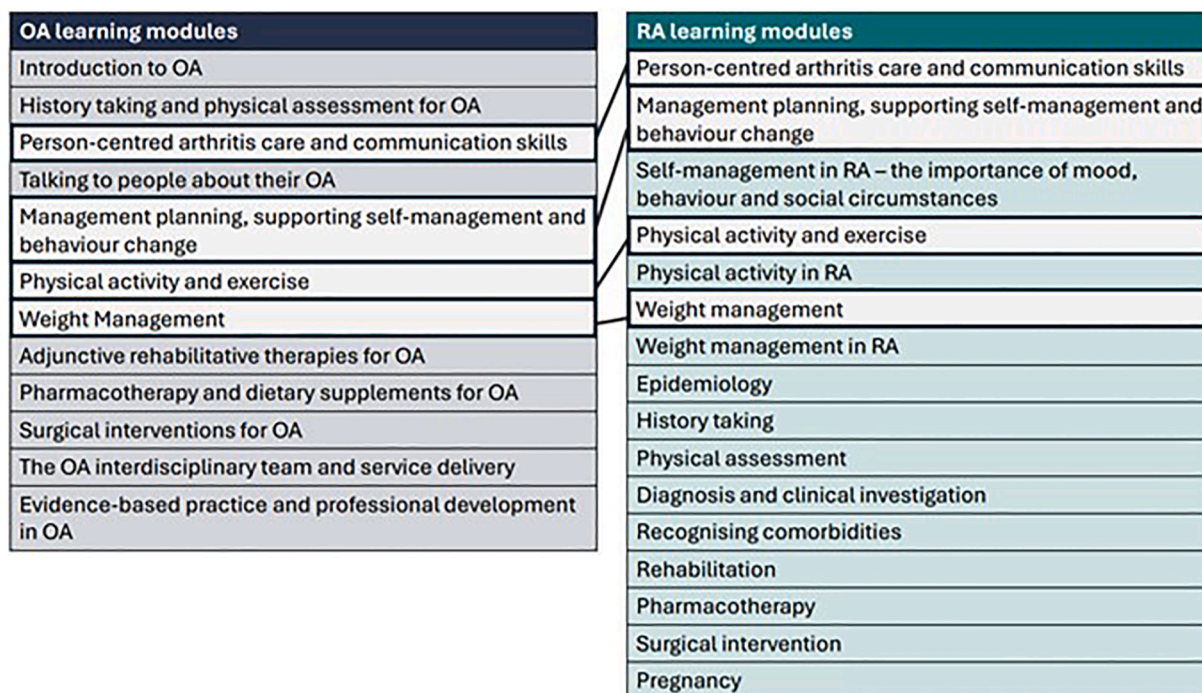 OA learning modules
Introduction to OA
History taking and physical assessment for OA
Person-centred arthritis care and communication skills
Talking to people about their OA
Management planning, supporting self-management and
behaviour change
Physical activity and exercise
Weight Management
Adjunctive rehabilitative therapies for OA
Pharmacotherapy and dietary supplements for OA
Surgical interventions for OA
The OA interdisciplinary team and service delivery
Evidence-based practice and professional development
in OA
RA learning modules
Person-centred arthritis care and communication skills
Management planning, supporting self-management and
behaviour change
Self-management in RA – the importance of mood,
behaviour and social circumstances
Physical activity and exercise
Physical activity in RA
Weight management
Weight management in RA
Epidemiology
History taking
Physical assessment
Diagnosis and clinical investigation
Recognising comorbidities
Rehabilitation
Pharmacotherapy
Surgical intervention
Pregnancy